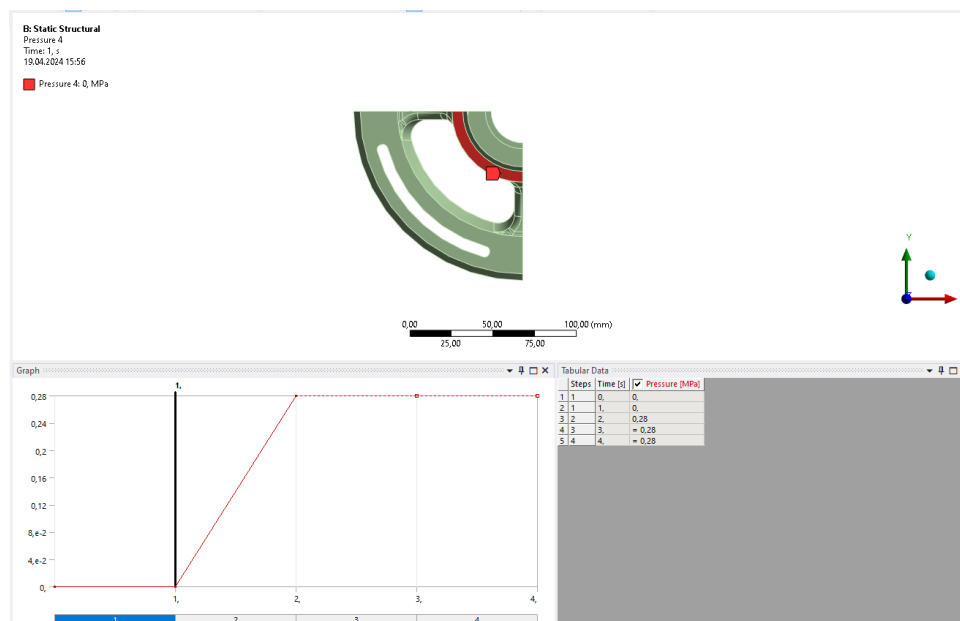 B: Static Structural
Pressure 4
Time: 1, s
19.04.2024 15:56
Pressure 4: 0, MPa
Y
0,00 50,00 100,00 (mm)
25,00 75,00
Graph
1,
0,28
0,24
0,2
0,16
0,12
8,e-2
4,e-2
0,
1, 2, 3, 4,
1 2 3 4
Tabular Data
Steps Time [s] Pressure [MPa]
1 1 0, 0,
2 1 1, 0,
3 2 2, 0,28
4 3 3, = 0,28
5 4 4, = 0,28